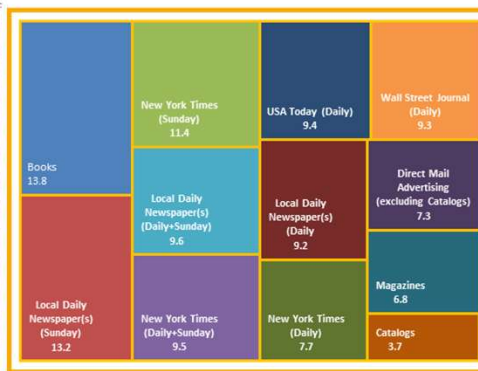 Books
13.8
Local Daily
Newspaper(s)
(Sunday)
13.2
New York Times
(Sunday)
11.4
Local Daily
Newspaper(s)
(Daily+Sunday)
9.6
New York Times
(Daily+Sunday)
9.5
USA Today (Daily)
9.4
Local Daily
Newspaper(s)
(Daily
9.2
New York Times
(Daily)
7.7
Wall Street Journal
(Daily)
9.3
Direct Mail
Advertising
(excluding Catalogs)
7.3
Magazines
6.8
Catalogs
3.7